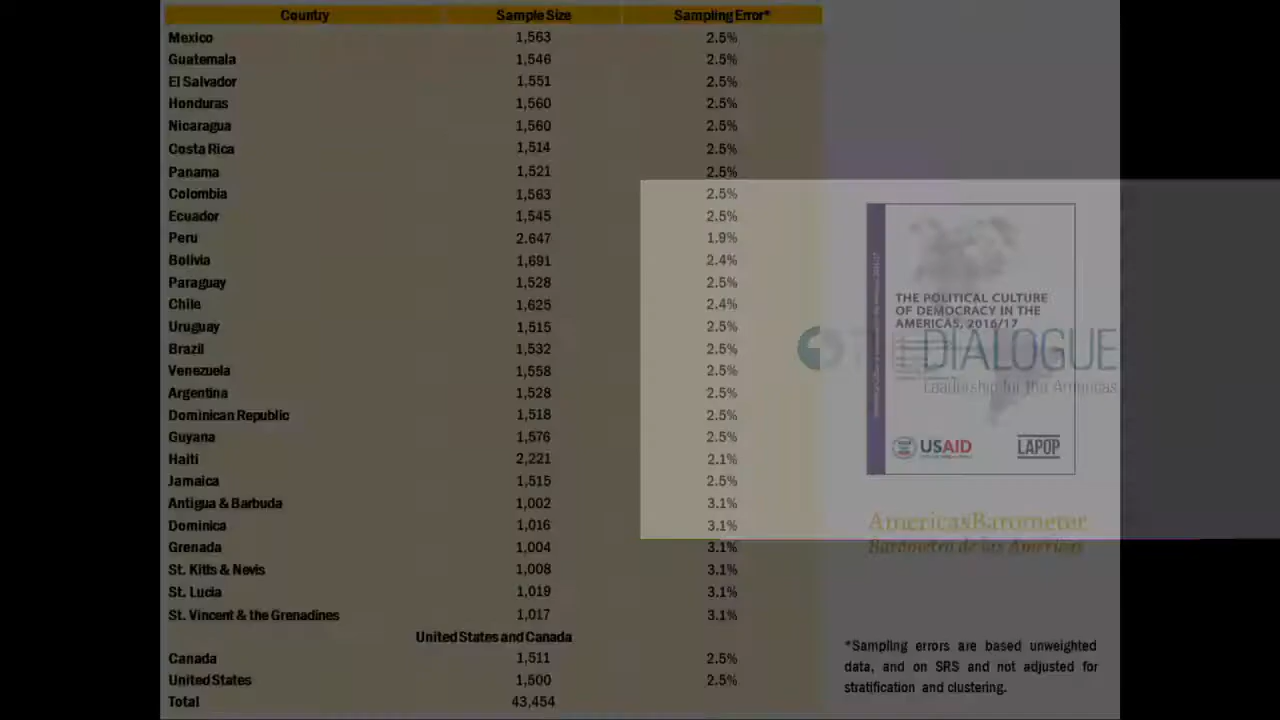 Country Sample Size Sampling Error*
Mexico 1,563 2.5%
Guatemala 1,546 2.5%
El Salvador 1,551 2.5%
Honduras 1,560 2.5%
Nicaragua 1,560 2.5%
Costa Rica 1,514 2.5%
Panama 1,521 2.5%
Colombia 1,563 2.5%
Ecuador 1,545 2.5%
Peru 2.647 1.9%
Bolivia 1,691 2.4%
Paraguay 1,528 2.5%
Chile 1,625 2.4%
Uruguay 1,515 2.5%
Brazil 1,532 2.5%
Venezuela 1,558 2.5%
Argentina 1,528 2.5%
Dominican Republic 1,518 2.5%
Guyana 1,576 2.5%
Haiti 2,221 2.1%
Jamaica 1,515 2.5%
Antigua & Barbuda 1,002 3.1%
Dominica 1,016 3.1%
Grenada 1,004 3.1%
St. Kitts & Nevis 1,008 3.1%
St. Lucia 1,019 3.1%
St. Vincent & the Grenadines 1,017 3.1%
United States and Canada
Canada 1,511 2.5%
United States 1,500 2.5%
Total 43,454
THE POLITICAL CULTURE
OF DEMOCRACY IN THE
AMERICAS, 2016/17
DIALOGUE
Leadership for the Americas
USAID
LAPOP
AmericasBarometer
Barómetro de las Américas
*Sampling errors are based unweighted
data, and on SRS and not adjusted for
stratification and clustering.